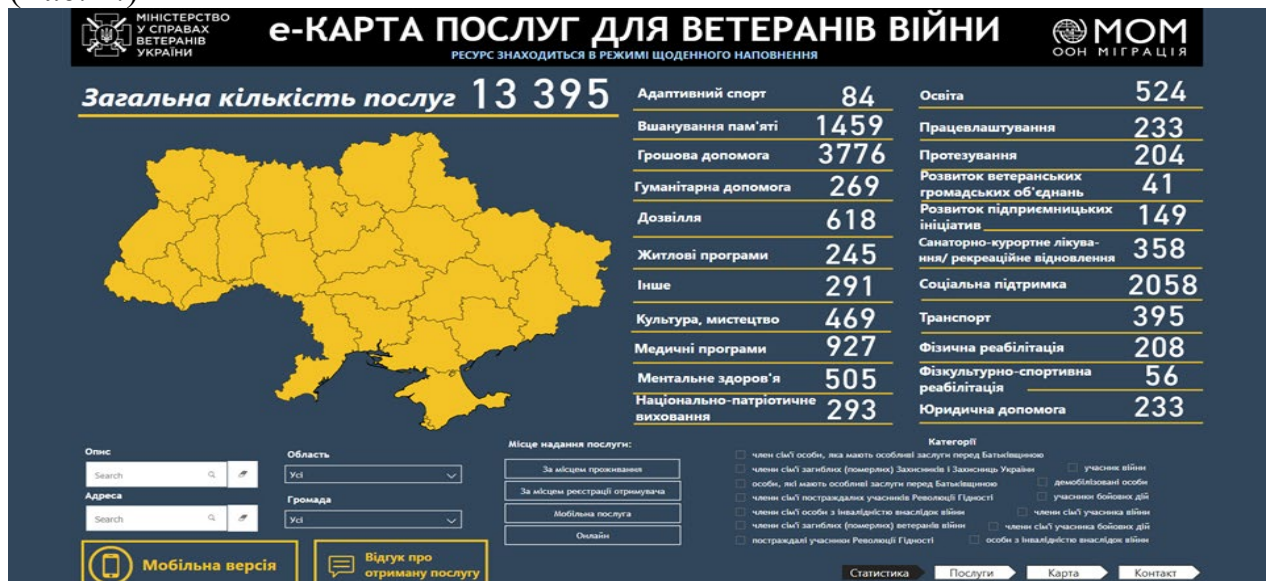 МІНІСТЕРСТВО
У СПРАВАХ
ВЕТЕРАНІВ
УКРАЇНИ
е-КАРТА ПОСЛУГ ДЛЯ ВЕТЕРАНІВ ВІЙНИ
РЕСУРС ЗНАХОДИТЬСЯ В РЕЖИМІ ЩОДЕННОГО НАПОВНЕННЯ
МОМ
ООН МІГРАЦІЯ
Загальна кількість послуг 13 395
Адаптивний спорт 84
Вшанування пам'яті 1459
Грошова допомога 3776
Гуманітарна допомога 269
Дозвілля 618
Житлові програми 245
Інше 291
Культура, мистецтво 469
Медичні програми 927
Ментальне здоров'я 505
Національно-патріотичне
виховання 293
Освіта 524
Працевлаштування 233
Протезування 204
Розвиток ветеранських
громадських об'єднань 41
Розвиток підприємницьких
ініціатив 149
Санаторно-курортне лікува-
ння/ рекреаційне відновлення 358
Соціальна підтримка 2058
Транспорт 395
Фізична реабілітація 208
Фізкультурно-спортивна
реабілітація 56
Юридична допомога 233
Опис
Search
Адреса
Search
Область
Усі
Громада
Усі
Місце надання послуги:
За місцем проживання
За місцем реєстрації отримувача
Мобільна послуга
Онлайн
Категорії
член сім'ї особи, яка мають особливі заслуги перед Батьківщиною
члени сім'ї загиблих (померлих) Захисників і Захисниць України
учасник війни
особи, які мають особливі заслуги перед Батьківщиною
демобілізовані особи
члени сім'ї постраждалих учасників Революції Гідності
учасники бойових дій
члени сім'ї особи з інвалідністю внаслідок війни
члени сім'ї учасника війни
члени сім'ї загиблих (померлих) ветеранів війни
члени сім'ї учасника бойових дій
постраждалі учасники Революції Гідності
особи з інвалідністю внаслідок війни
Мобільна версія
Відгук про
отриману послугу
Статистика
Послуги
Карта
Контакт